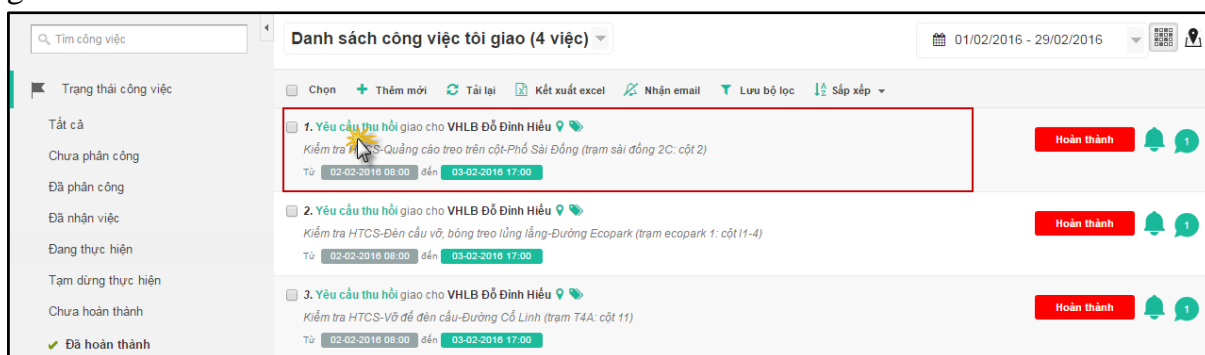 g
Tìm công việc
Danh sách công việc tôi giao (4 việc)
01/02/2016 - 29/02/2016
Trạng thái công việc
Chọn Thêm mới Tải lại Kết xuất excel Nhận email Lưu bộ lọc Sắp xếp
Tất cả
Chưa phân công
Đã phân công
Đã nhận việc
Đang thực hiện
Tạm dừng thực hiện
Chưa hoàn thành
Đã hoàn thành
1. Yêu cầu thu hồi giao cho VHLB Đỗ Đình Hiếu
Kiểm tra HTCS-Quảng cáo treo trên cột-Phố Sài Đồng (trạm sài đồng 2C: cột 2)
Từ 02-02-2016 08:00 đến 03-02-2016 17:00
Hoàn thành 1
2. Yêu cầu thu hồi giao cho VHLB Đỗ Đình Hiếu
Kiểm tra HTCS-Đèn cầu vỡ, bóng treo lủng lẳng-Đường Ecopark (trạm ecopark 1: cột I1-4)
Từ 02-02-2016 08:00 đến 03-02-2016 17:00
Hoàn thành 1
3. Yêu cầu thu hồi giao cho VHLB Đỗ Đình Hiếu
Kiểm tra HTCS-Vỡ đế đèn cầu-Đường Cổ Linh (trạm T4A: cột 11)
Từ 02-02-2016 08:00 đến 03-02-2016 17:00
Hoàn thành 1